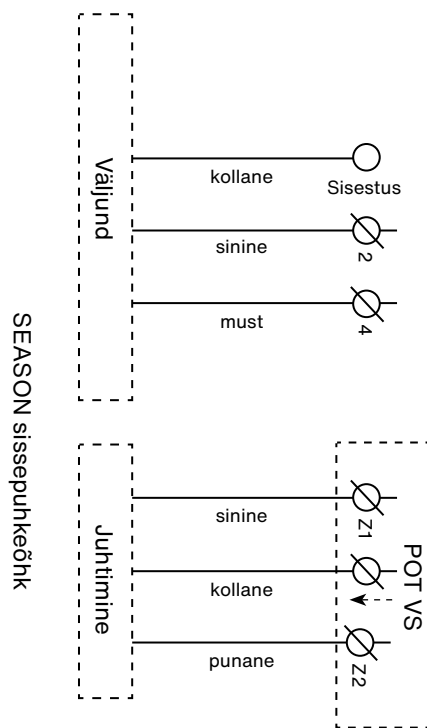 SEASON sissepuhkeõhk
Väljund
kollane
Sisestus
sinine
2
must
4
Juhtimine
POT VS
sinine
Z1
kollane
punane
Z2